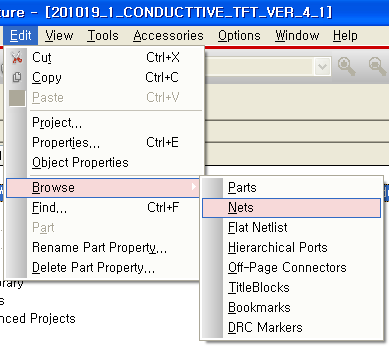 ture - [201019_1_CONDUCTTIVE_TFT_VER_4_1]
Edit View Tools Accessories Options Window Help
Cut Ctrl+X
Copy Ctrl+C
Paste Ctrl+V
Project...
Properties... Ctrl+E
Object Properties
Browse
Find... Ctrl+F
Part
Rename Part Property...
Delete Part Property...
Parts
Nets
Flat Netlist
Hierarchical Ports
Off-Page Connectors
TitleBlocks
Bookmarks
DRC Markers
rary
s
nced Projects